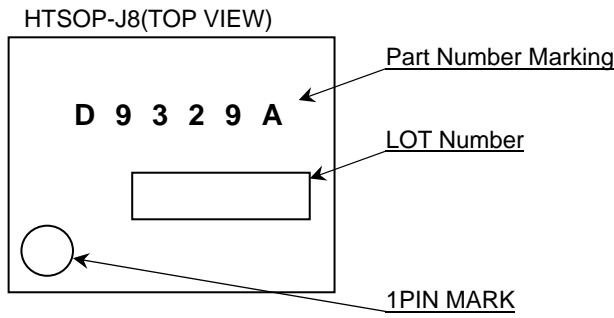 HTSOP-J8(TOP VIEW)
Part Number Marking
D 9 3 2 9 A
LOT Number
1PIN MARK